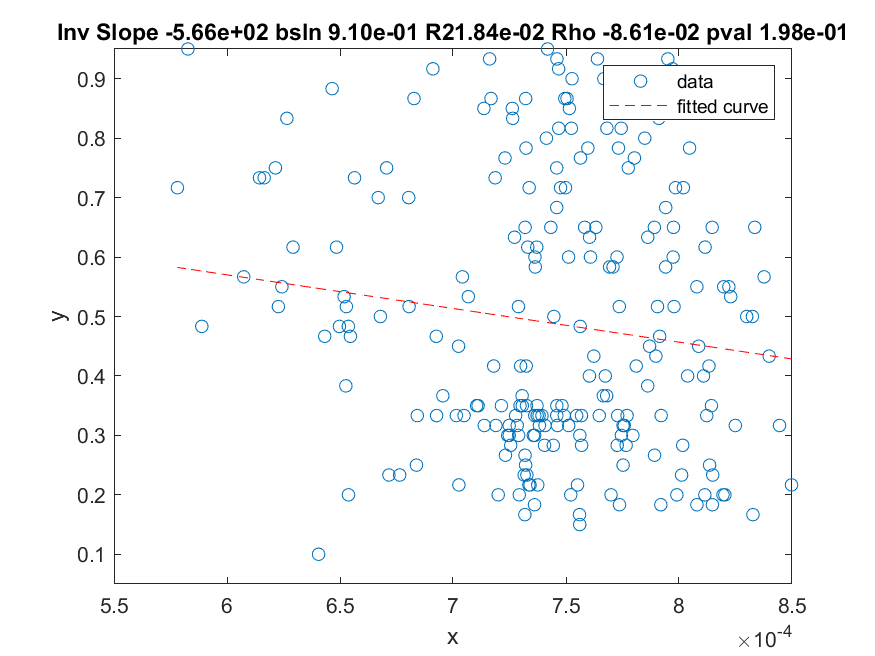 Inv Slope -5.66e+02 bsln 9.10e-01 R21.84e-02 Rho -8.61e-02 pval 1.98e-01
data
fitted curve
0.9
0.8
0.7
0.6
0.5
0.4
0.3
0.2
0.1
y
5.5 6 6.5 7 7.5 8 8.5
x
×10⁻⁴